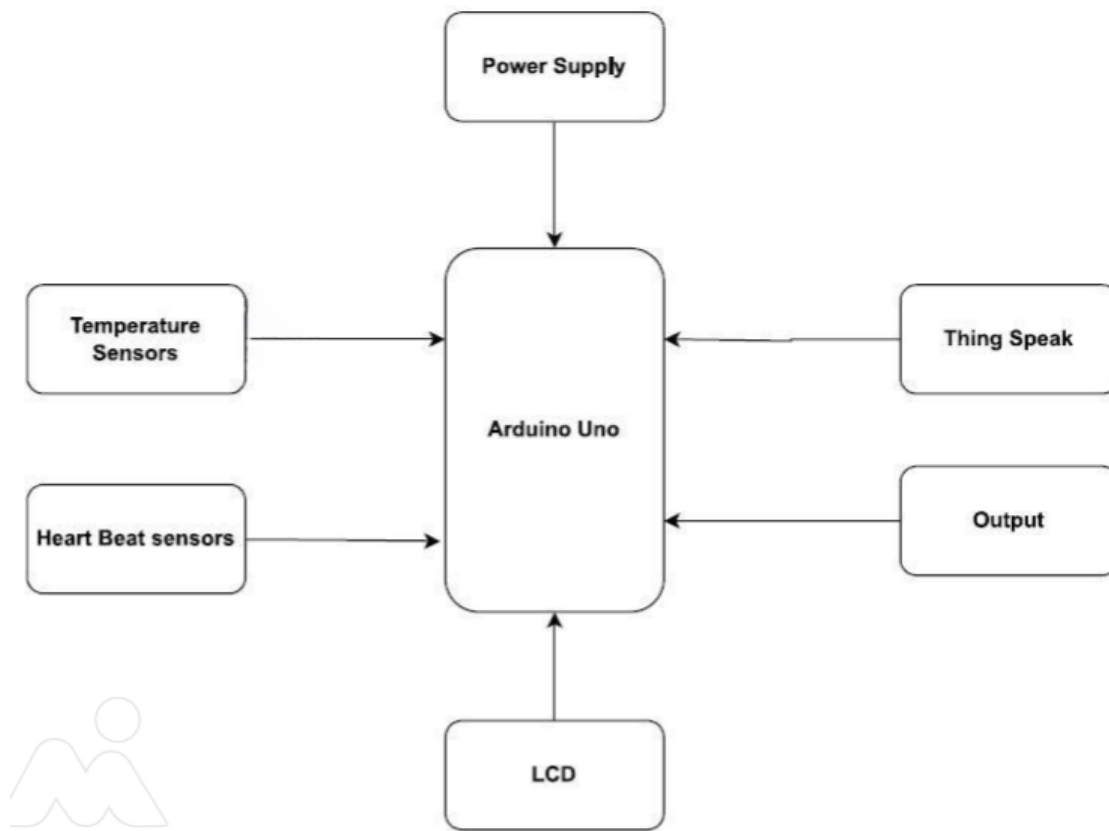 Power Supply
Temperature
Sensors
Thing Speak
Arduino Uno
Heart Beat sensors
Output
LCD